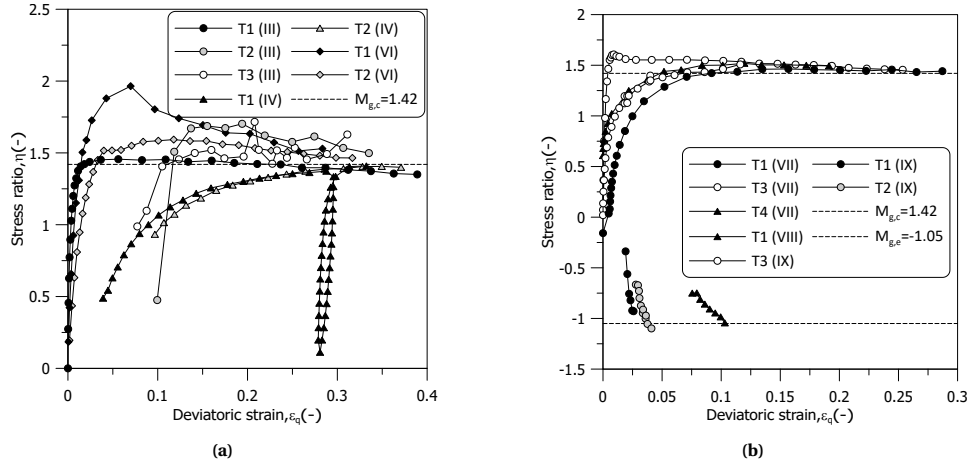 2.5
2
1.5
1
0.5
0
Stress ratio,η(-)
T1 (III)
T2 (III)
T3 (III)
T1 (IV)
T2 (IV)
T1 (VI)
T2 (VI)
M_g,c=1.42
0 0.1 0.2 0.3 0.4
Deviatoric strain,ε_q(-)
(a)
2
1.5
1
0.5
0
-0.5
-1
-1.5
Stress ratio,η(-)
T1 (VII)
T3 (VII)
T4 (VII)
T1 (VIII)
T3 (IX)
T1 (IX)
T2 (IX)
M_g,c=1.42
M_g,e=-1.05
0 0.05 0.1 0.15 0.2 0.25 0.3
Deviatoric strain,ε_q(-)
(b)